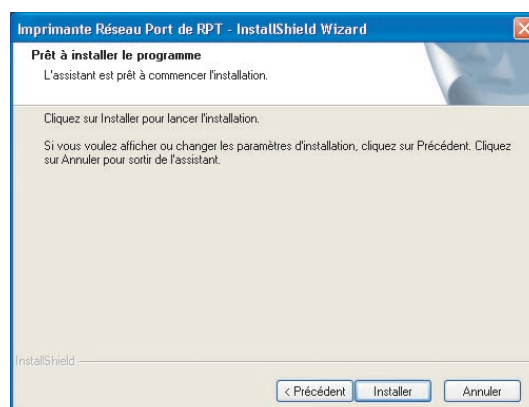 Imprimante Réseau Port de RPT - InstallShield Wizard
Prêt à installer le programme
L'assistant est prêt à commencer l'installation.
Cliquez sur Installer pour lancer l'installation.
Si vous voulez afficher ou changer les paramètres d'installation, cliquez sur Précédent. Cliquez
sur Annuler pour sortir de l'assistant.
InstallShield
< Précédent Installer Annuler